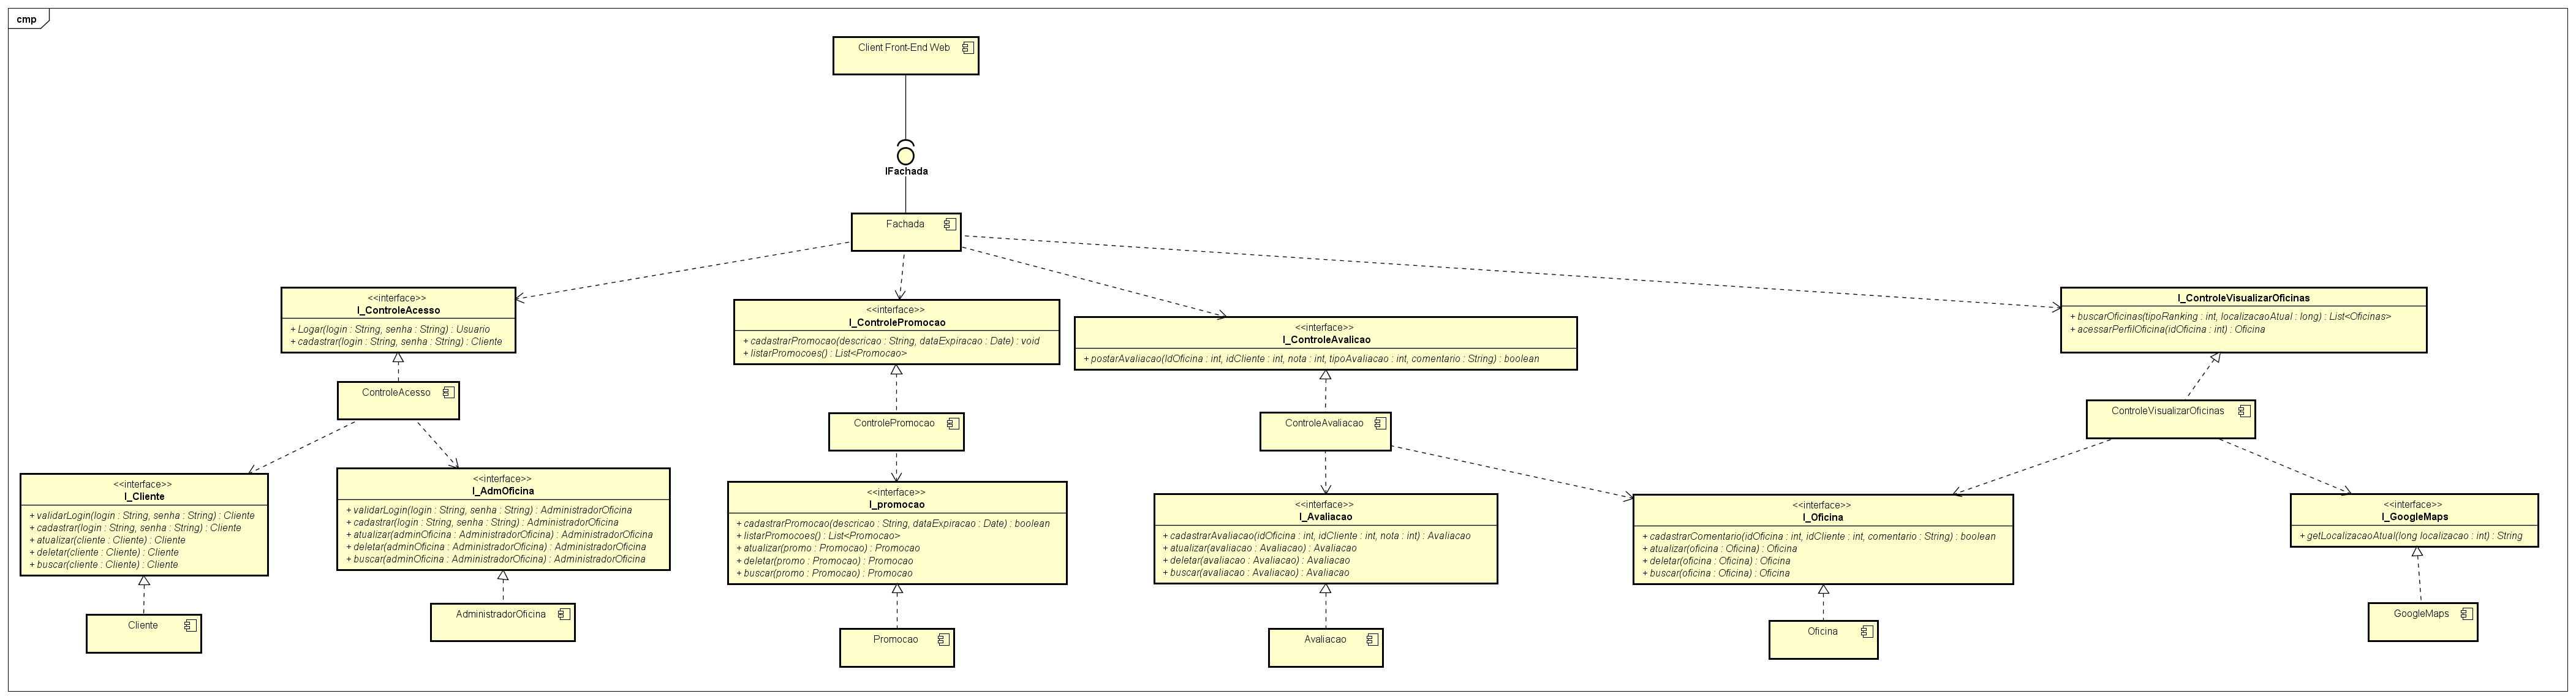 cmp
Client Front-End Web
IFachada
Fachada
<<interface>>
I_ControleAcesso
+ Logar(login : String, senha : String) : Usuario
+ cadastrar(login : String, senha : String) : Cliente
<<interface>>
I_ControlePromocao
+ cadastrarPromocao(descricao : String, dataExpiracao : Date) : void
+ listarPromocoes() : List<Promocao>
<<interface>>
I_ControleAvalicao
+ postarAvaliacao(IdOficina : int, idCliente : int, nota : int, tipoAvaliacao : int, comentario : String) : boolean
I_ControleVisualizarOficinas
+ buscarOficinas(tipoRanking : int, localizacaoAtual : long) : List<Oficinas>
+ acessarPerfilOficina(idOficina : int) : Oficina
ControleAcesso
ControlePromocao
ControleAvaliacao
ControleVisualizarOficinas
<<interface>>
I_Cliente
+ validarLogin(login : String, senha : String) : Cliente
+ cadastrar(login : String, senha : String) : Cliente
+ atualizar(cliente : Cliente) : Cliente
+ deletar(cliente : Cliente) : Cliente
+ buscar(cliente : Cliente) : Cliente
<<interface>>
I_AdmOficina
+ validarLogin(login : String, senha : String) : AdministradorOficina
+ cadastrar(login : String, senha : String) : AdministradorOficina
+ atualizar(adminOficina : AdministradorOficina) : AdministradorOficina
+ deletar(adminOficina : AdministradorOficina) : AdministradorOficina
+ buscar(adminOficina : AdministradorOficina) : AdministradorOficina
<<interface>>
I_promocao
+ cadastrarPromocao(descricao : String, dataExpiracao : Date) : boolean
+ listarPromocoes() : List<Promocao>
+ atualizar(promo : Promocao) : Promocao
+ deletar(promo : Promocao) : Promocao
+ buscar(promo : Promocao) : Promocao
<<interface>>
I_Avaliacao
+ cadastrarAvaliacao(idOficina : int, idCliente : int, nota : int) : Avaliacao
+ atualizar(avaliacao : Avaliacao) : Avaliacao
+ deletar(avaliacao : Avaliacao) : Avaliacao
+ buscar(avaliacao : Avaliacao) : Avaliacao
<<interface>>
I_Oficina
+ cadastrarComentario(idOficina : int, idCliente : int, comentario : String) : boolean
+ atualizar(oficina : Oficina) : Oficina
+ deletar(oficina : Oficina) : Oficina
+ buscar(oficina : Oficina) : Oficina
<<interface>>
I_GoogleMaps
+ getLocalizacaoAtual(long localizacao : int) : String
Cliente
AdministradorOficina
Promocao
Avaliacao
Oficina
GoogleMaps